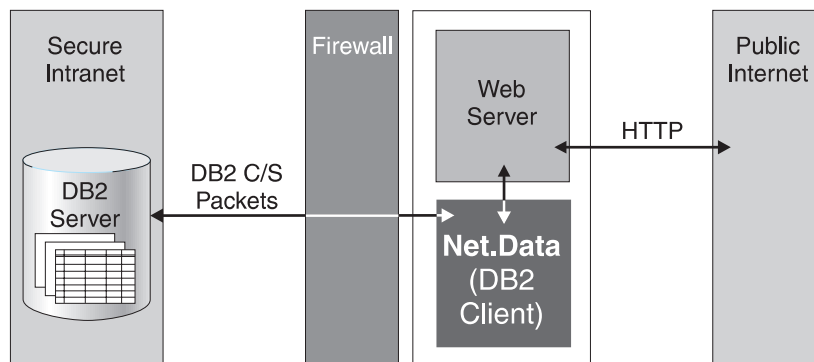 Secure
Intranet
DB2
Server
DB2 C/S
Packets
Firewall
Web
Server
Net.Data
(DB2
Client)
HTTP
Public
Internet